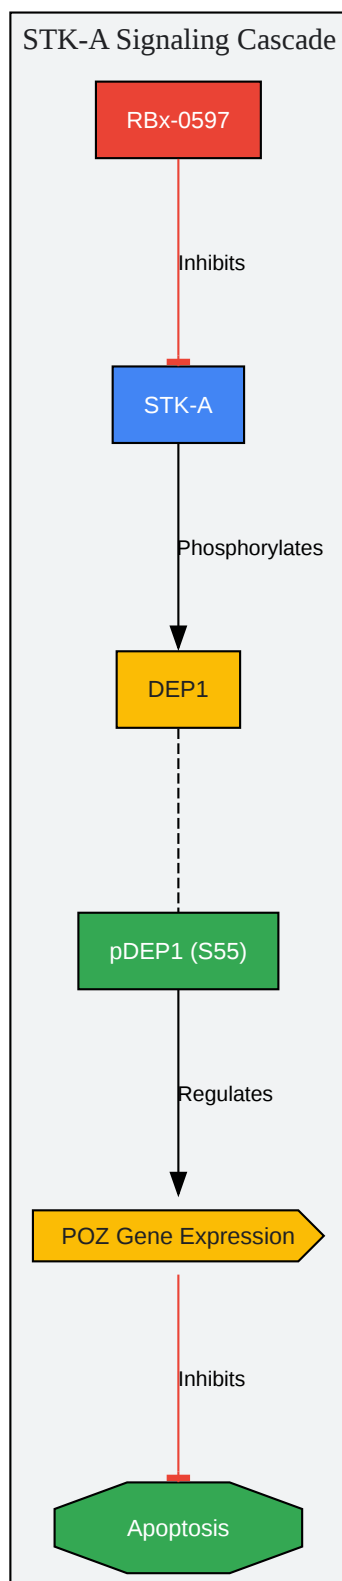 STK-A Signaling Cascade
RBx-0597
Inhibits
STK-A
Phosphorylates
DEP1
pDEP1 (S55)
Regulates
POZ Gene Expression
Inhibits
Apoptosis